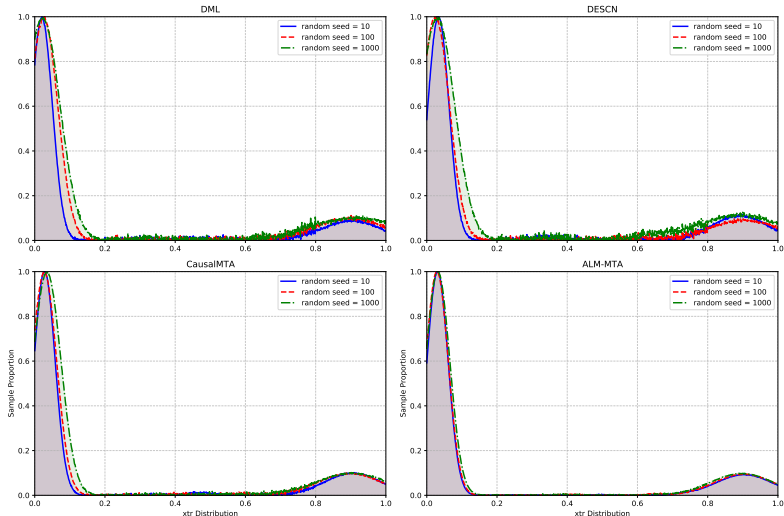 DML
random seed = 10
random seed = 100
random seed = 1000
1.0
0.8
0.6
0.4
0.2
0.0
0.0 0.2 0.4 0.6 0.8 1.0
DESCN
random seed = 10
random seed = 100
random seed = 1000
1.0
0.8
0.6
0.4
0.2
0.0
0.0 0.2 0.4 0.6 0.8 1.0
CausalMTA
random seed = 10
random seed = 100
random seed = 1000
Sample Proportion
1.0
0.8
0.6
0.4
0.2
0.0
0.0 0.2 0.4 0.6 0.8 1.0
xtr Distribution
ALM-MTA
random seed = 10
random seed = 100
random seed = 1000
Sample Proportion
1.0
0.8
0.6
0.4
0.2
0.0
0.0 0.2 0.4 0.6 0.8 1.0
xtr Distribution